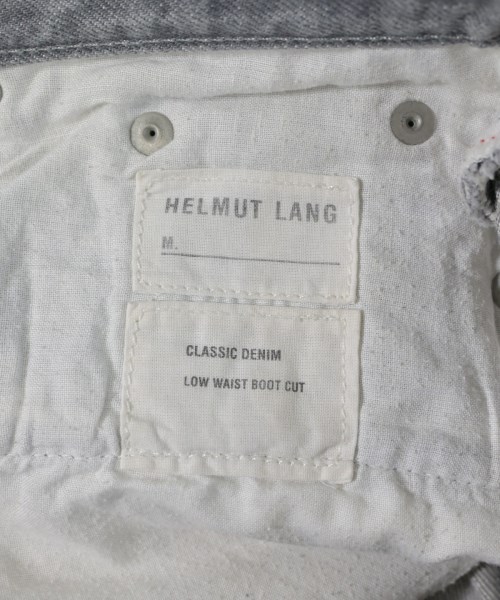 HELMUT LANG
M.
CLASSIC DENIM
LOW WAIST BOOT CUT